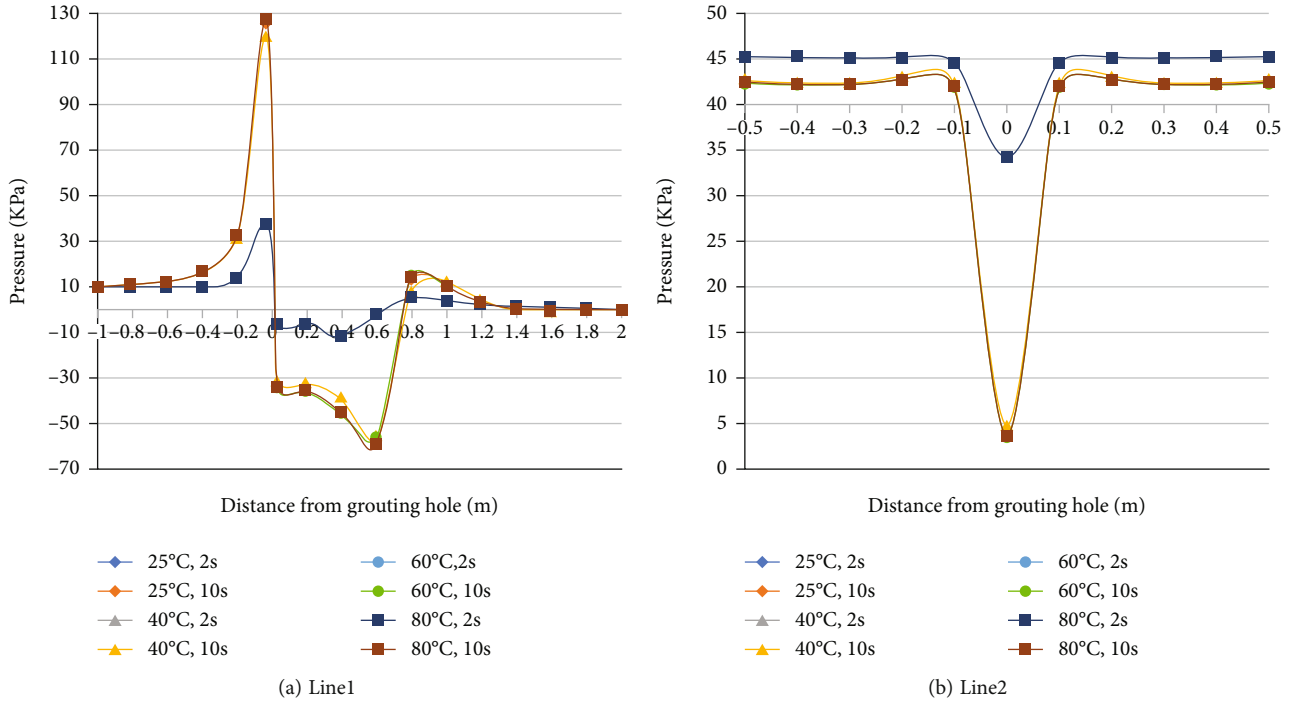 130
110
90
70
50
30
10
–10
–30
–50
–70
Pressure (KPa)
–1 –0.8 –0.6 –0.4 –0.2 0 0.2 0.4 0.6 0.8 1 1.2 1.4 1.6 1.8 2
Distance from grouting hole (m)
25°C, 2s
25°C, 10s
40°C, 2s
40°C, 10s
60°C,2s
60°C, 10s
80°C, 2s
80°C, 10s
(a) Line1
50
45
40
35
30
25
20
15
10
5
0
Pressure (KPa)
–0.5 –0.4 –0.3 –0.2 –0.1 0 0.1 0.2 0.3 0.4 0.5
Distance from grouting hole (m)
25°C, 2s
25°C, 10s
40°C, 2s
40°C, 10s
60°C, 2s
60°C, 10s
80°C, 2s
80°C, 10s
(b) Line2